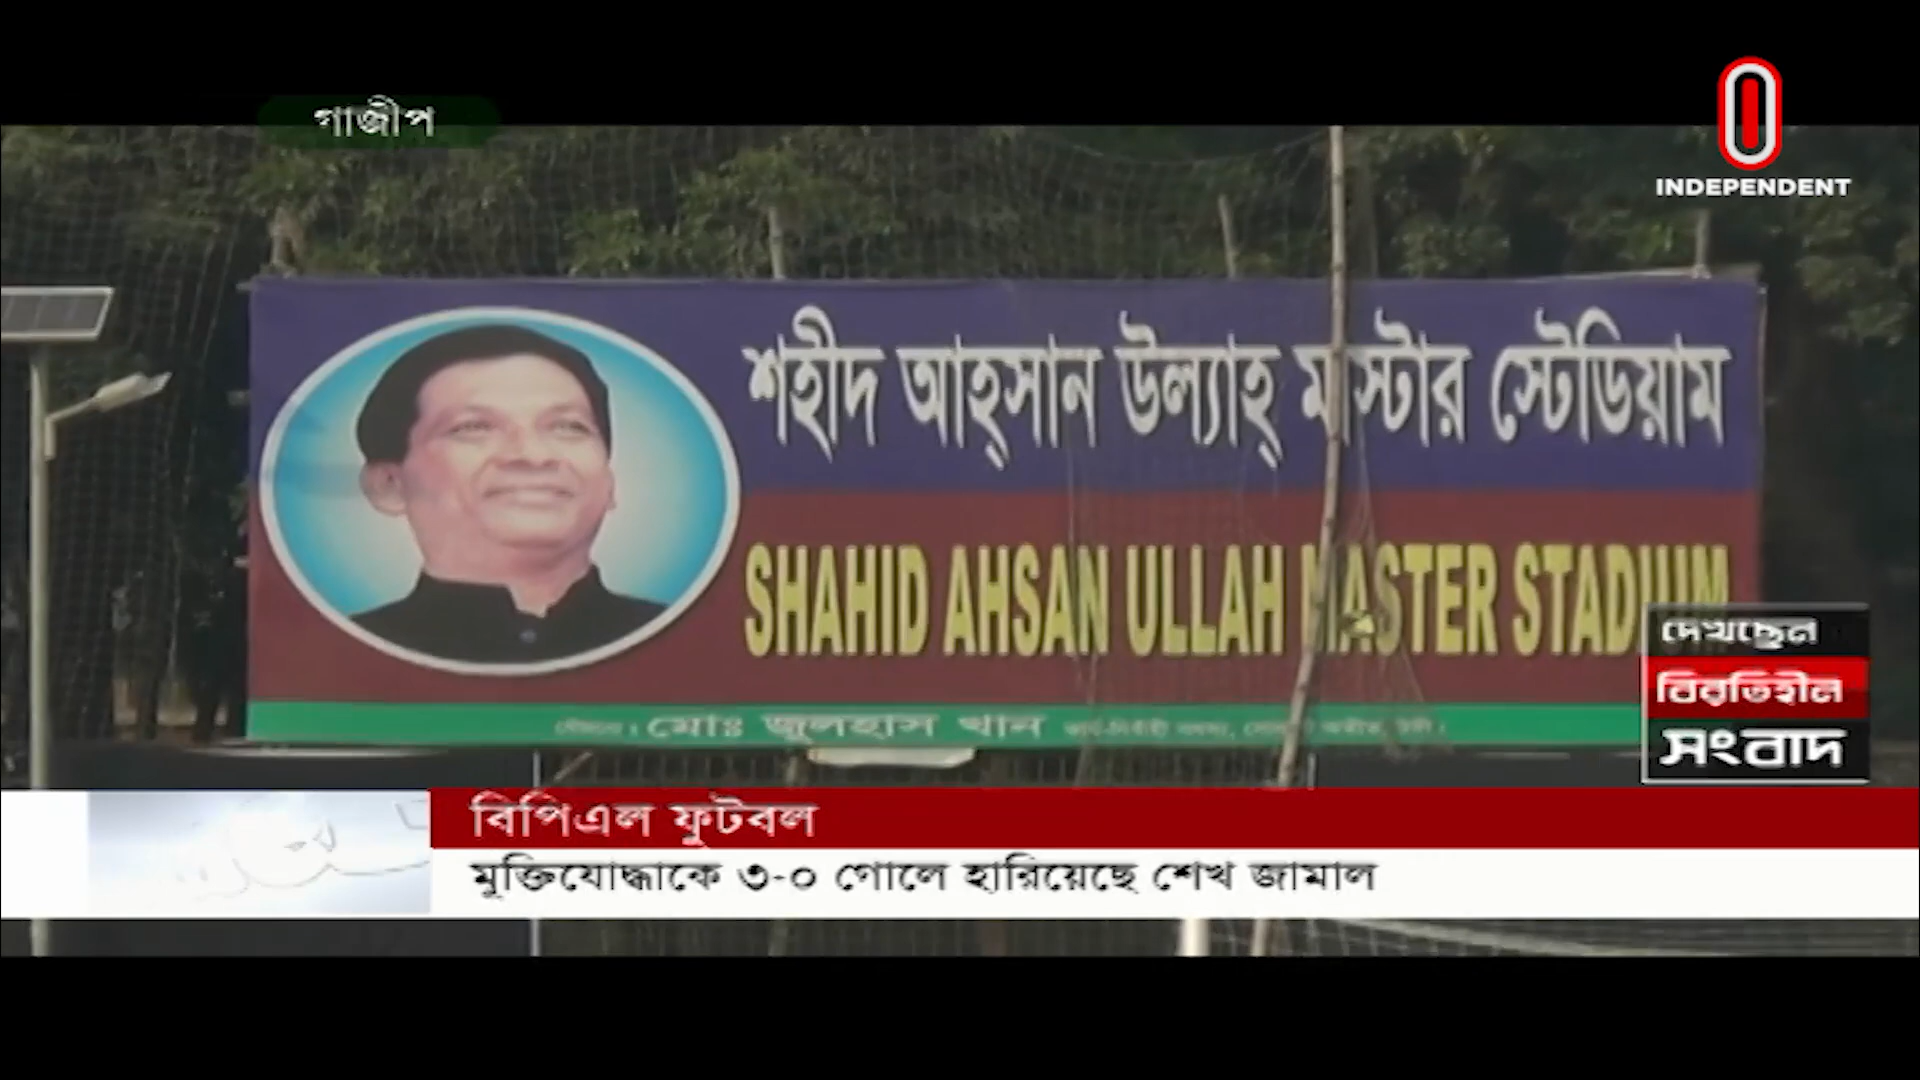 গাজীপ
INDEPENDENT
শহীদ আহ্সান উল্যাহ্ মাস্টার স্টেডিয়াম
SHAHID AHSAN ULLAH MASTER STADIUM
মোঃ জুলহাস খান
দেখছেন
বিরতিহীন
সংবাদ
বিপিএল ফুটবল
মুক্তিযোদ্ধাকে ৩-০ গোলে হারিয়েছে শেখ জামাল